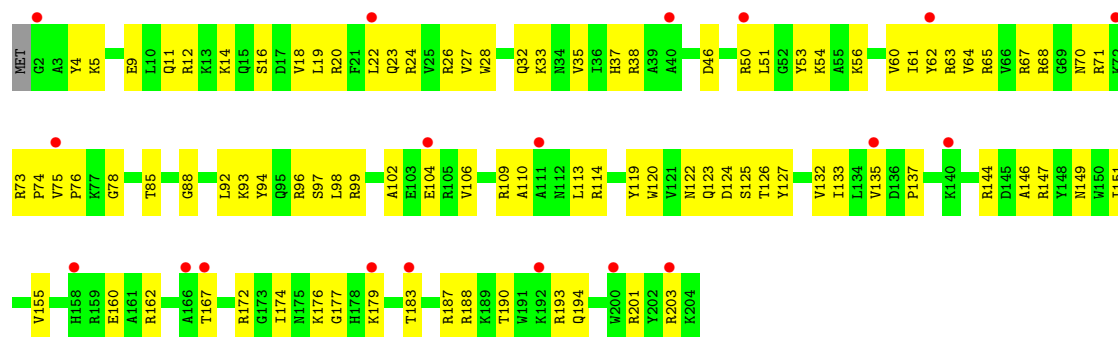 MET G2 A3 Y4 K5 E9 L10 Q11 R12 K13 K14 Q15 S16 D17 V18 L19 R20 F21 L22 Q23 R24 V25 R26 V27 W28 Q32 K33 N34 V35 I36 H37 R38 A39 A40 D46 R50 L51 G52 Y53 K54 A55 K56 V60 I61 Y62 R63 V64 R65 V66 R67 R68 G69 N70 R71 K72
R73 P74 V75 P76 K77 G78 T85 G88 L92 K93 Y94 Q95 R96 S97 L98 R99 A102 E103 E104 R105 V106 R109 A110 A111 N112 L113 R114 Y119 W120 V121 N122 Q123 D124 S125 T126 Y127 V132 I133 L134 V135 D136 P137 K140 R144 D145 A146 R147 Y148 N149 W150 I151
V155 H158 R159 E160 A161 R162 A166 T167 R172 G173 I174 N175 K176 G177 H178 K179 T183 R187 R188 K189 T190 W191 K192 R193 Q194 W200 R201 Y202 R203 K204